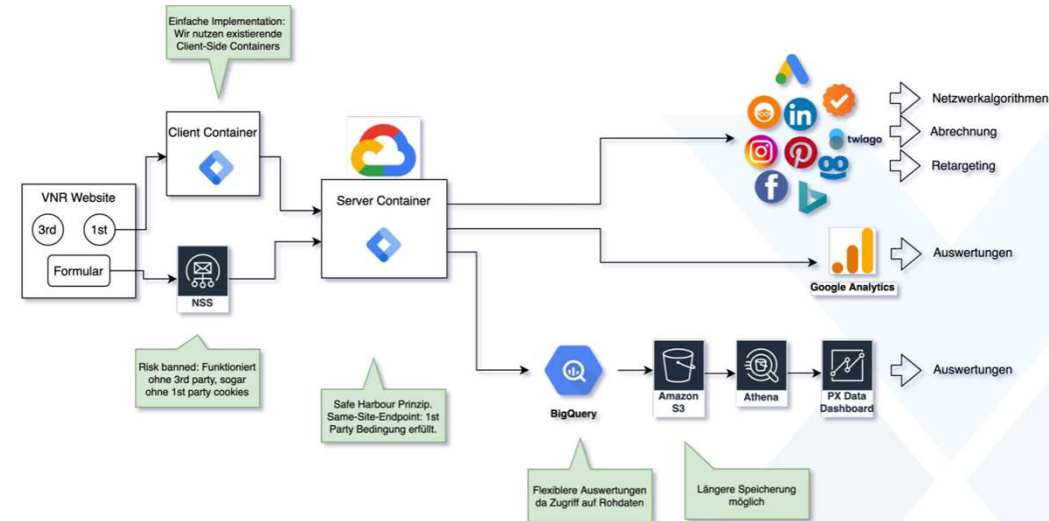 Einfache Implementation:
Wir nutzen existierende
Client-Side Containers
Client Container
VNR Website
3rd
1st
Formular
NSS
Server Container
in
twiago
Netzwerkalgorithmen
Abrechnung
Retargeting
Google Analytics
Auswertungen
Risk banned: Funktioniert
ohne 3rd party, sogar
ohne 1st party cookies
Safe Harbour Prinzip.
Same-Site-Endpoint: 1st
Party Bedingung erfüllt.
BigQuery
Amazon
S3
Athena
PX Data
Dashboard
Auswertungen
Flexiblere Auswertungen
da Zugriff auf Rohdaten
Längere Speicherung
möglich